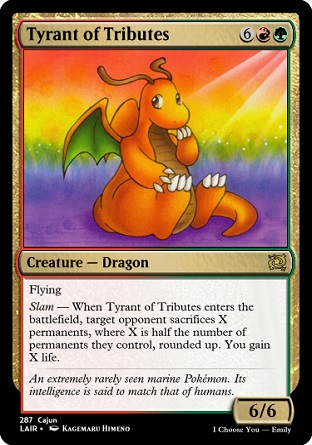 Tyrant of Tributes 6
Creature — Dragon
Flying
Slam — When Tyrant of Tributes enters the
battlefield, target opponent sacrifices X
permanents, where X is half the number of
permanents they control, rounded up. You gain
X life.
An extremely rarely seen marine Pokémon. Its
intelligence is said to match that of humans.
6/6
287 Cajun
LAIR • Kagemaru Himeno
I Choose You — Emily